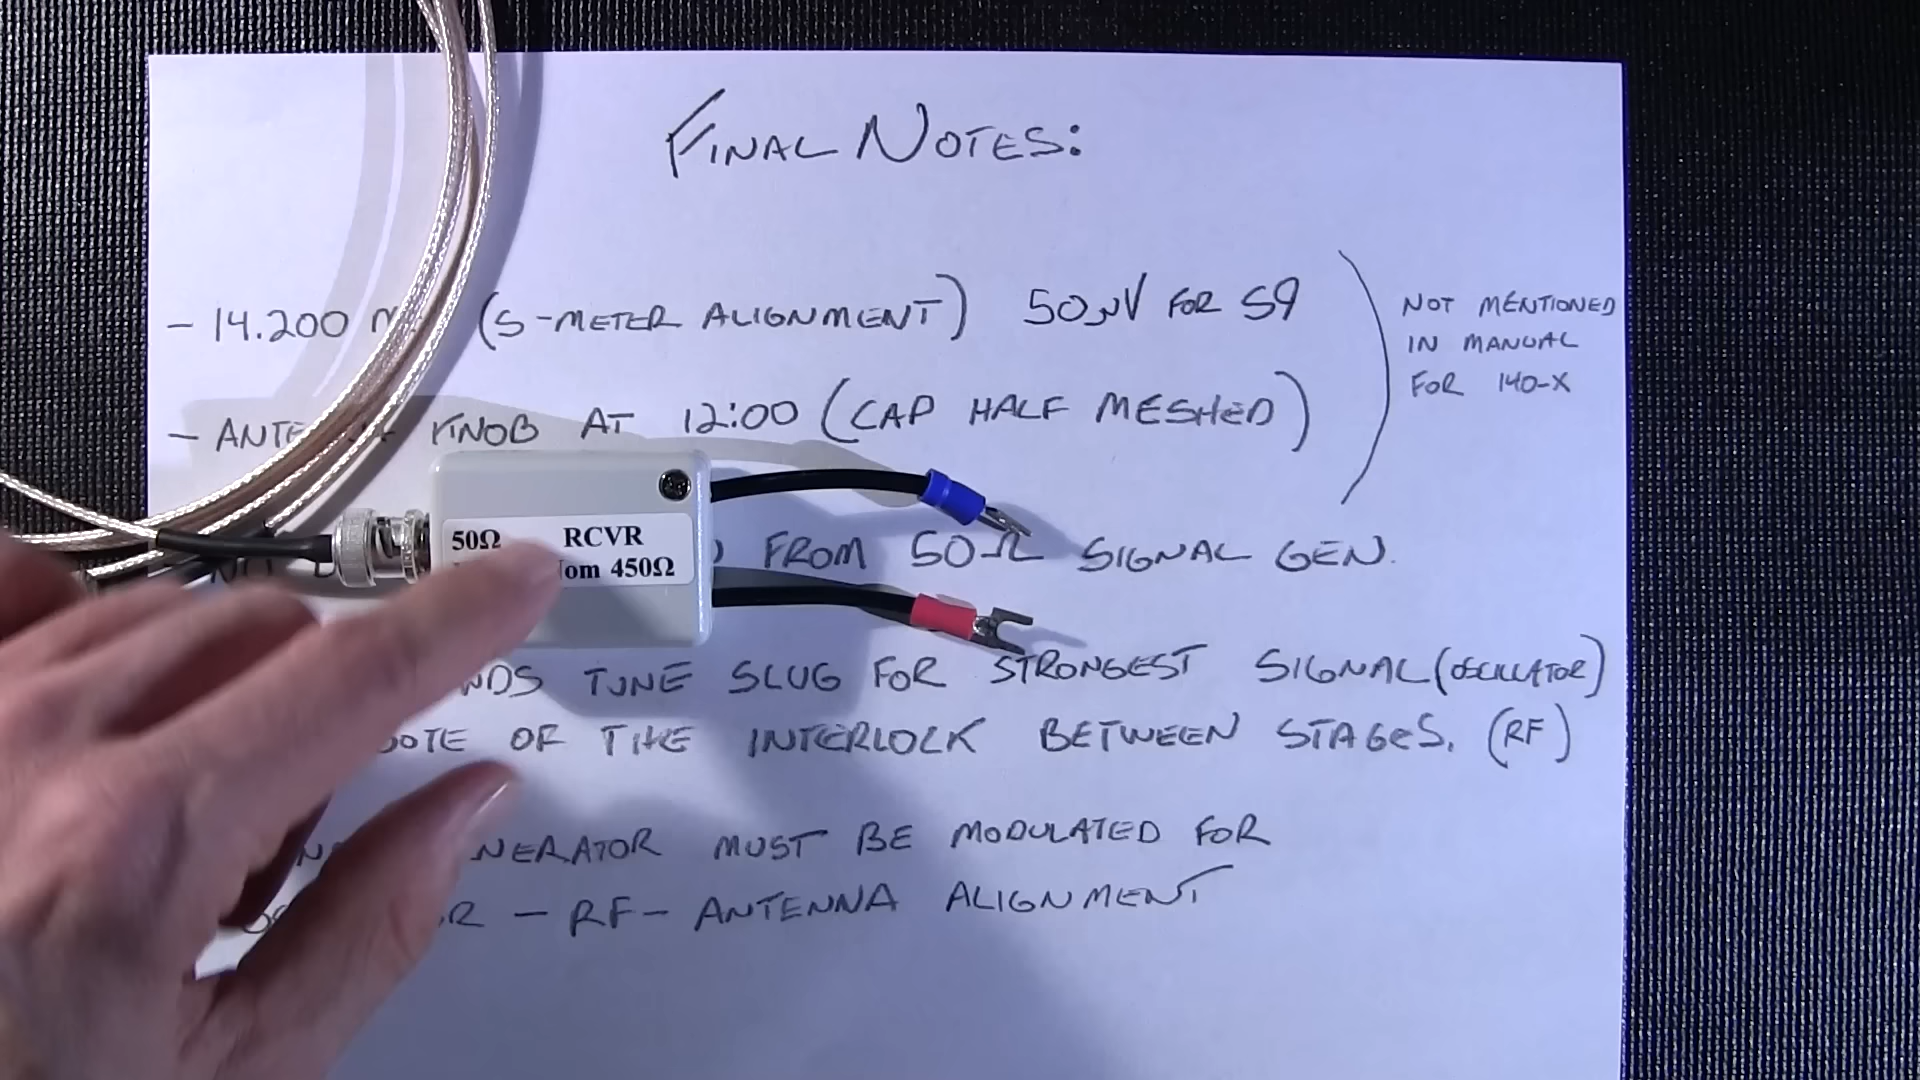 FINAL NOTES:
- 14.200 (S-METER ALIGNMENT) 50µV FOR S9
- KNOB AT 12:00 (CAP HALF MESHED)
NOT MENTIONED
IN MANUAL
FOR 140-X
50Ω RCVR
Nom 450Ω
FROM 50Ω SIGNAL GEN.
TUNE SLUG FOR STRONGEST SIGNAL (OSCILLATOR)
OF THE INTERLOCK BETWEEN STAGES. (RF)
MUST BE MODULATED FOR
- RF - ANTENNA ALIGNMENT